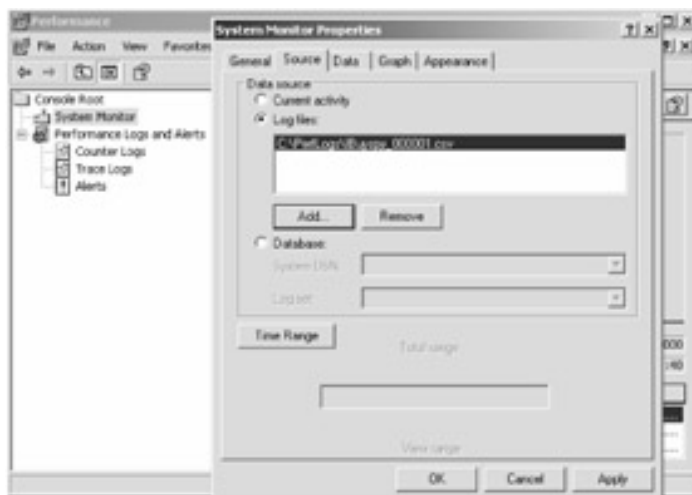 Performance
File Action View Favorites
Console Root
System Monitor
Performance Logs and Alerts
Counter Logs
Trace Logs
Alerts
System Monitor Properties
General Source Data Graph Appearance
Data source
Current activity
Log files:
_000001.csv
Add...
Remove
Database:
System DSN:
Log set:
Time Range
Total range
View range
OK Cancel Apply